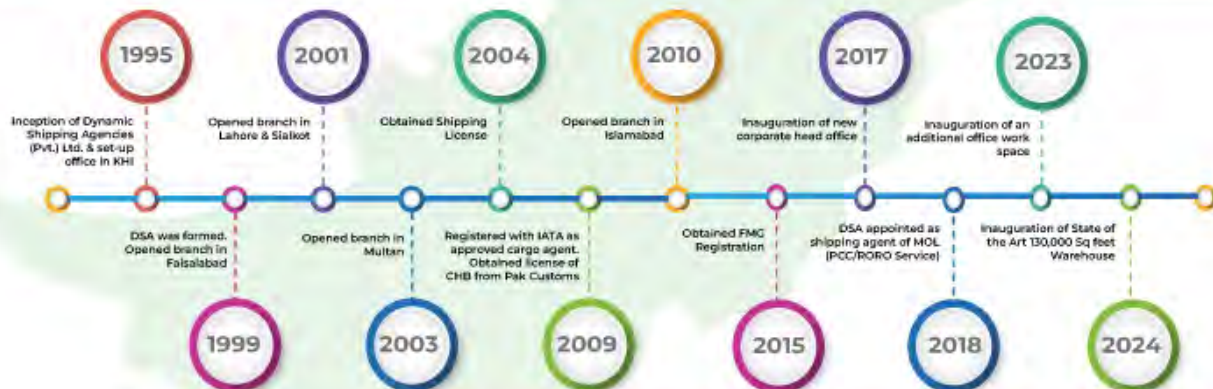 1995
Inception of Dynamic
Shipping Agencies
(Pvt.) Ltd. & set-up
office in KHI
2001
Opened branch in
Lahore & Sialkot
2004
Obtained Shipping
License
2010
Opened branch in
Islamabad
2017
Inauguration of new
corporate head office
2023
Inauguration of an
additional office work
space
DSA was formed.
Opened branch in
Faisalabad
1999
Opened branch in
Multan
2003
Registered with IATA as
approved cargo agent.
Obtained license of
CHB from Pak Customs
2009
Obtained FMC
Registration
2015
DSA appointed as
shipping agent of MOL
(PCC/RORO Service)
2018
Inauguration of State of
the Art 130,000 Sq feet
Warehouse
2024